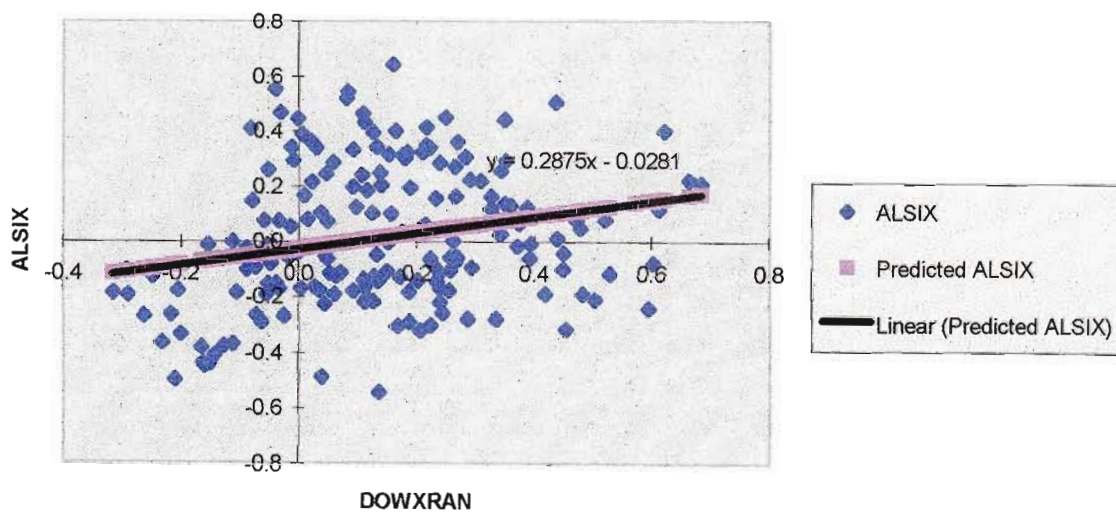 0.8
0.6
0.4
y = 0.2875x - 0.0281
0.2
0.0
-0.4 -0.2 0.0 0.2 0.4 0.6 0.8
-0.2
-0.4
-0.6
-0.8
ALSIX
DOWXRAN
ALSIX
Predicted ALSIX
Linear (Predicted ALSIX)